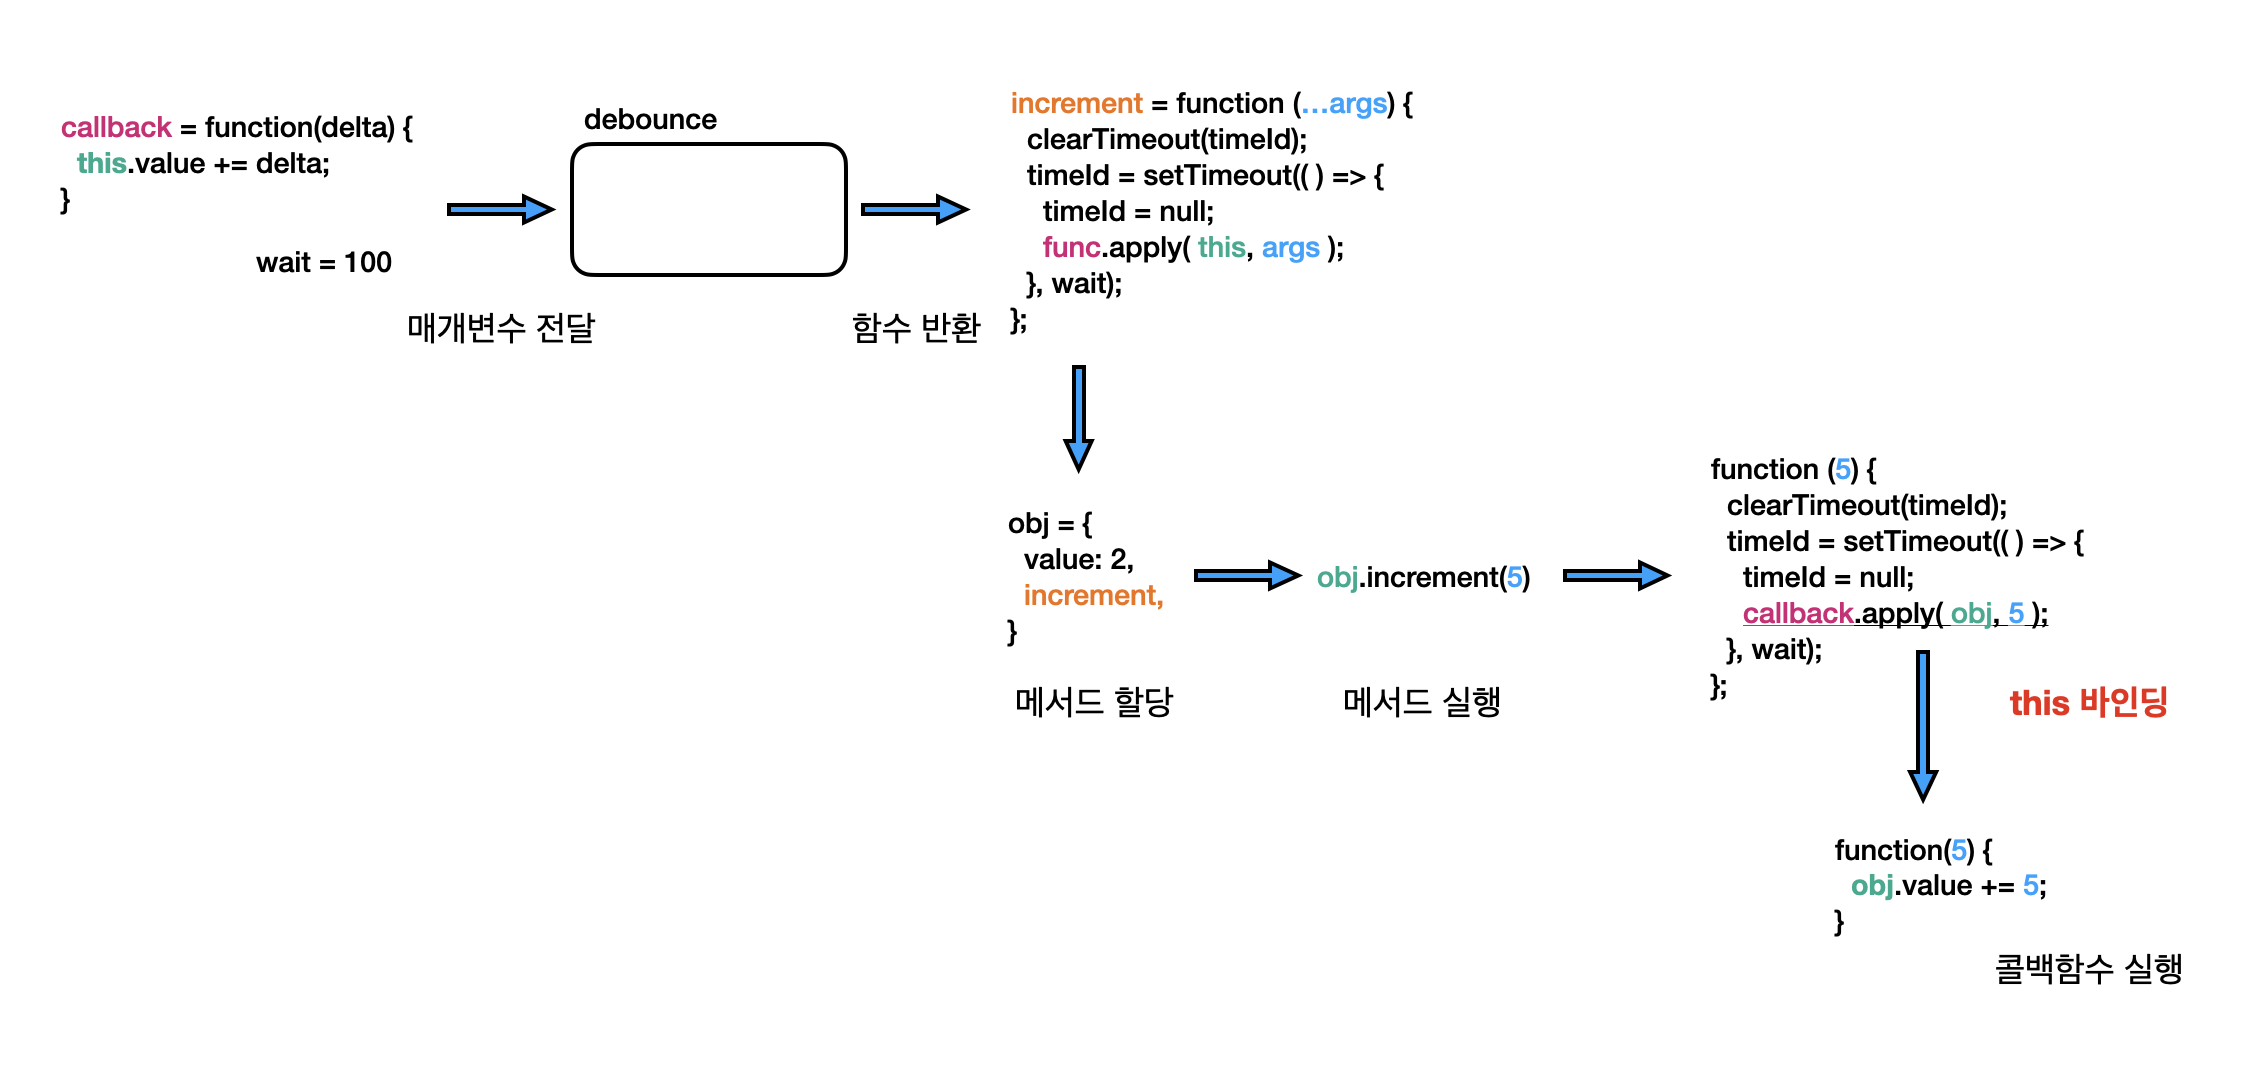 callback = function(delta) {
this.value += delta;
}
wait = 100
매개변수 전달
debounce
함수 반환
increment = function (...args) {
clearTimeout(timeId);
timeId = setTimeout(( ) => {
timeId = null;
func.apply( this, args );
}, wait);
};
obj = {
value: 2,
increment,
}
메서드 할당
obj.increment(5)
메서드 실행
function (5) {
clearTimeout(timeId);
timeId = setTimeout(( ) => {
timeId = null;
callback.apply( obj, 5 );
}, wait);
};
this 바인딩
function(5) {
obj.value += 5;
}
콜백함수 실행